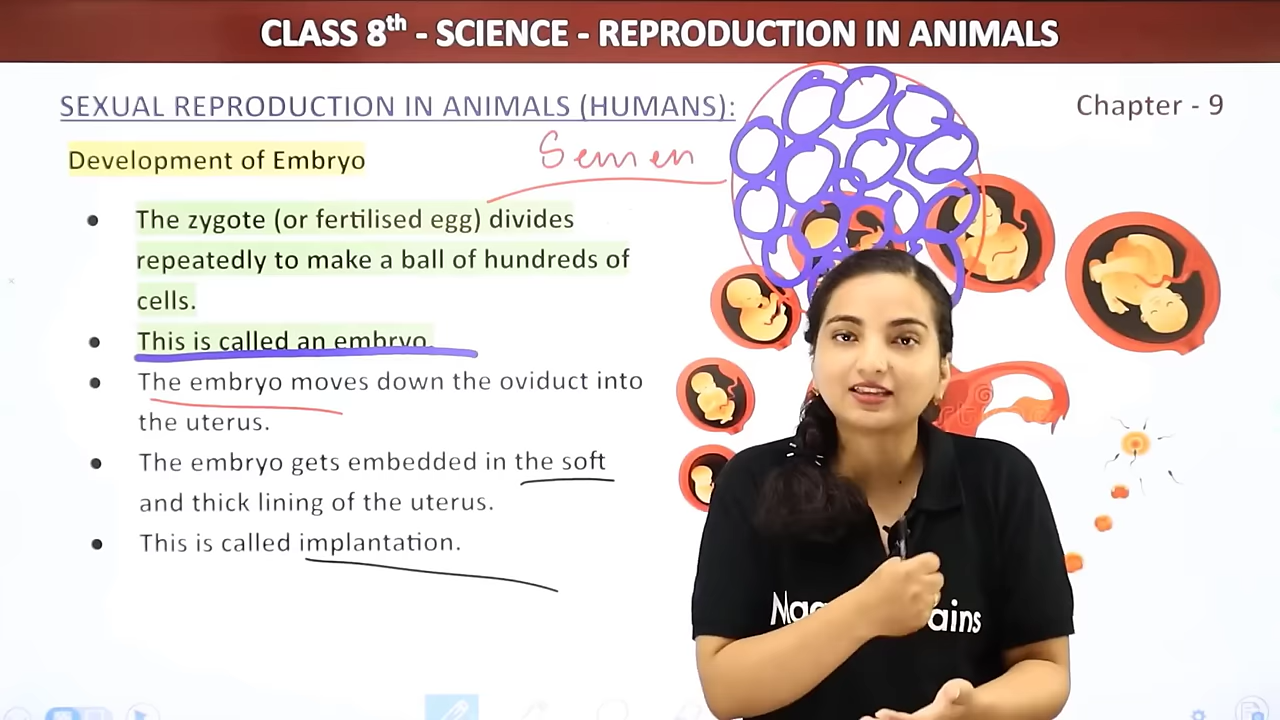 CLASS 8th - SCIENCE - REPRODUCTION IN ANIMALS
SEXUAL REPRODUCTION IN ANIMALS (HUMANS):
Chapter - 9
Semen
Development of Embryo
• The zygote (or fertilised egg) divides
repeatedly to make a ball of hundreds of
cells.
• This is called an embryo.
• The embryo moves down the oviduct into
the uterus.
• The embryo gets embedded in the soft
and thick lining of the uterus.
• This is called implantation.